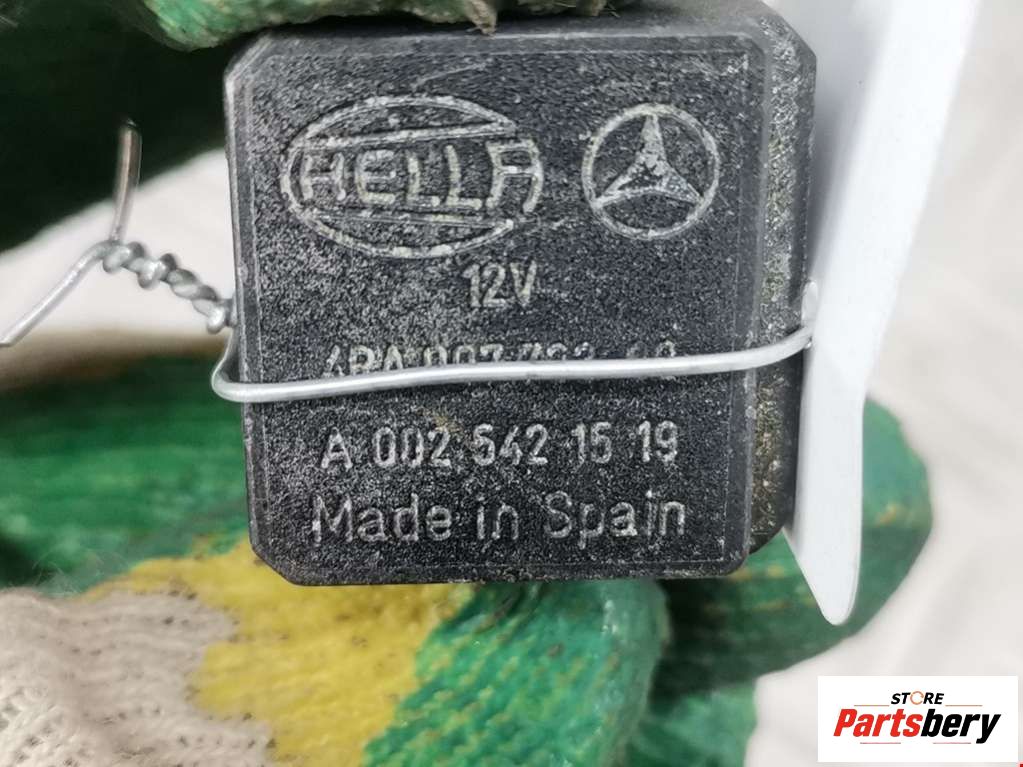 HELLA
12V
A 002 542 15 19
Made in Spain
STORE
Partsbery